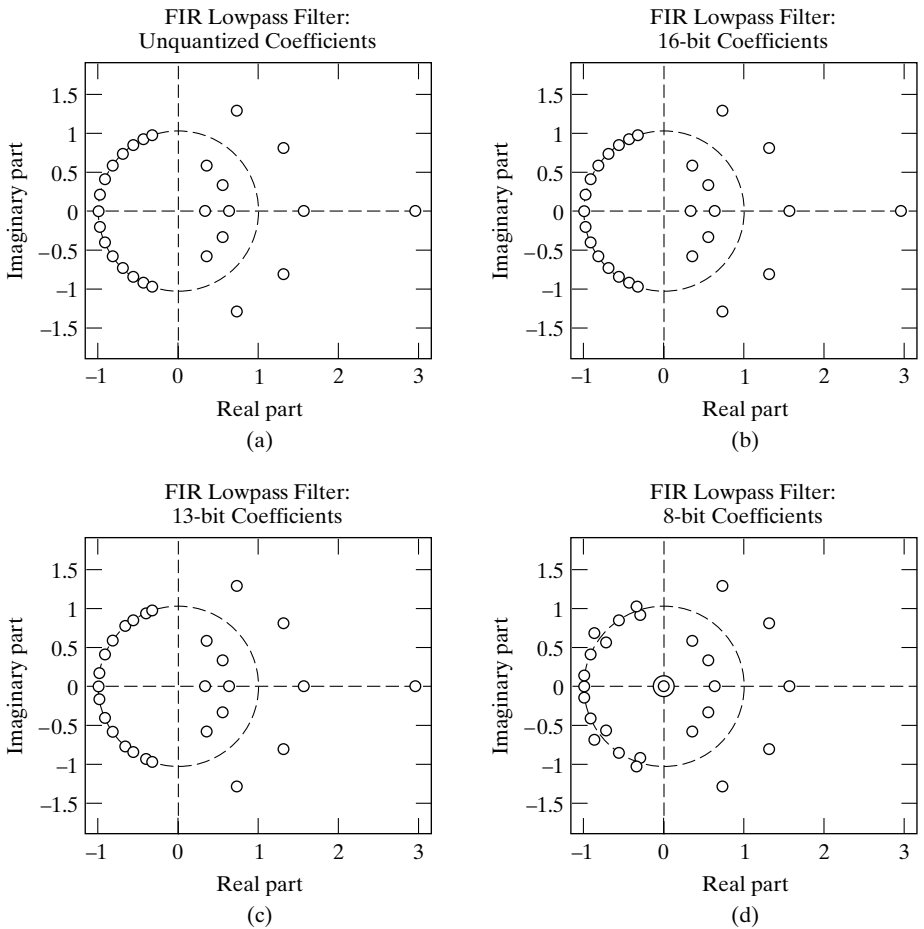 FIR Lowpass Filter:
Unquantized Coefficients
1.5
1
0.5
0
−0.5
−1
−1.5
Imaginary part
−1 0 1 2 3
Real part
(a)
FIR Lowpass Filter:
16-bit Coefficients
1.5
1
0.5
0
−0.5
−1
−1.5
Imaginary part
−1 0 1 2 3
Real part
(b)
FIR Lowpass Filter:
13-bit Coefficients
1.5
1
0.5
0
−0.5
−1
−1.5
Imaginary part
−1 0 1 2 3
Real part
(c)
FIR Lowpass Filter:
8-bit Coefficients
1.5
1
0.5
0
−0.5
−1
−1.5
Imaginary part
−1 0 1 2 3
Real part
(d)